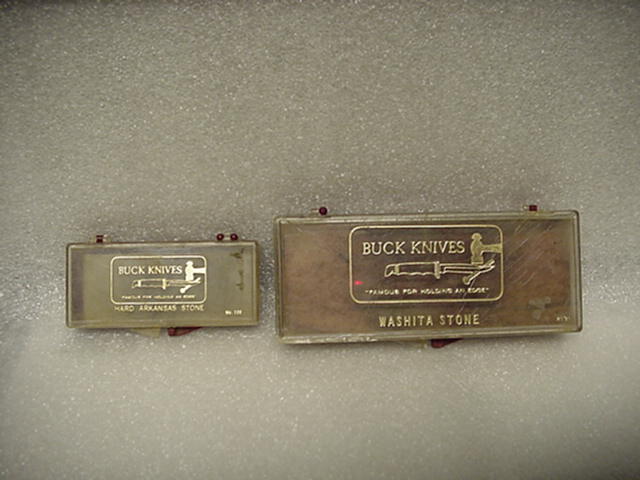 BUCK KNIVES
FAMOUS FOR HOLDING AN EDGE
HARD ARKANSAS STONE
BUCK KNIVES
"FAMOUS FOR HOLDING AN EDGE"
WASHITA STONE